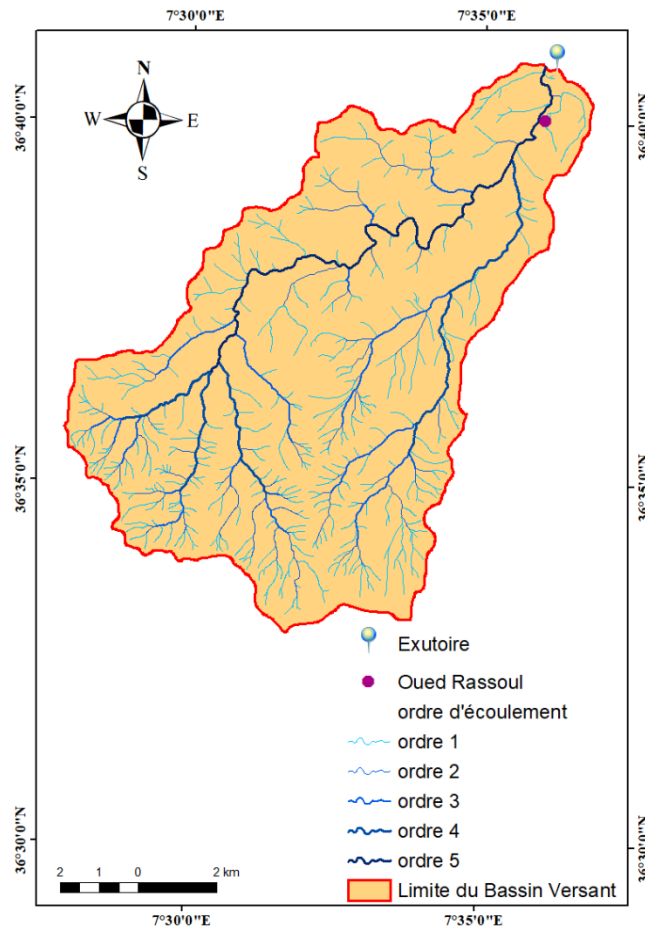 7°30'0"E 7°35'0"E
N
W E
S
36°40'0"N 36°40'0"N
36°35'0"N 36°35'0"N
36°30'0"N 36°30'0"N
Exutoire
Oued Rassoul
ordre d'écoulement
ordre 1
ordre 2
ordre 3
ordre 4
ordre 5
Limite du Bassin Versant
2 1 0 2 km
7°30'0"E 7°35'0"E